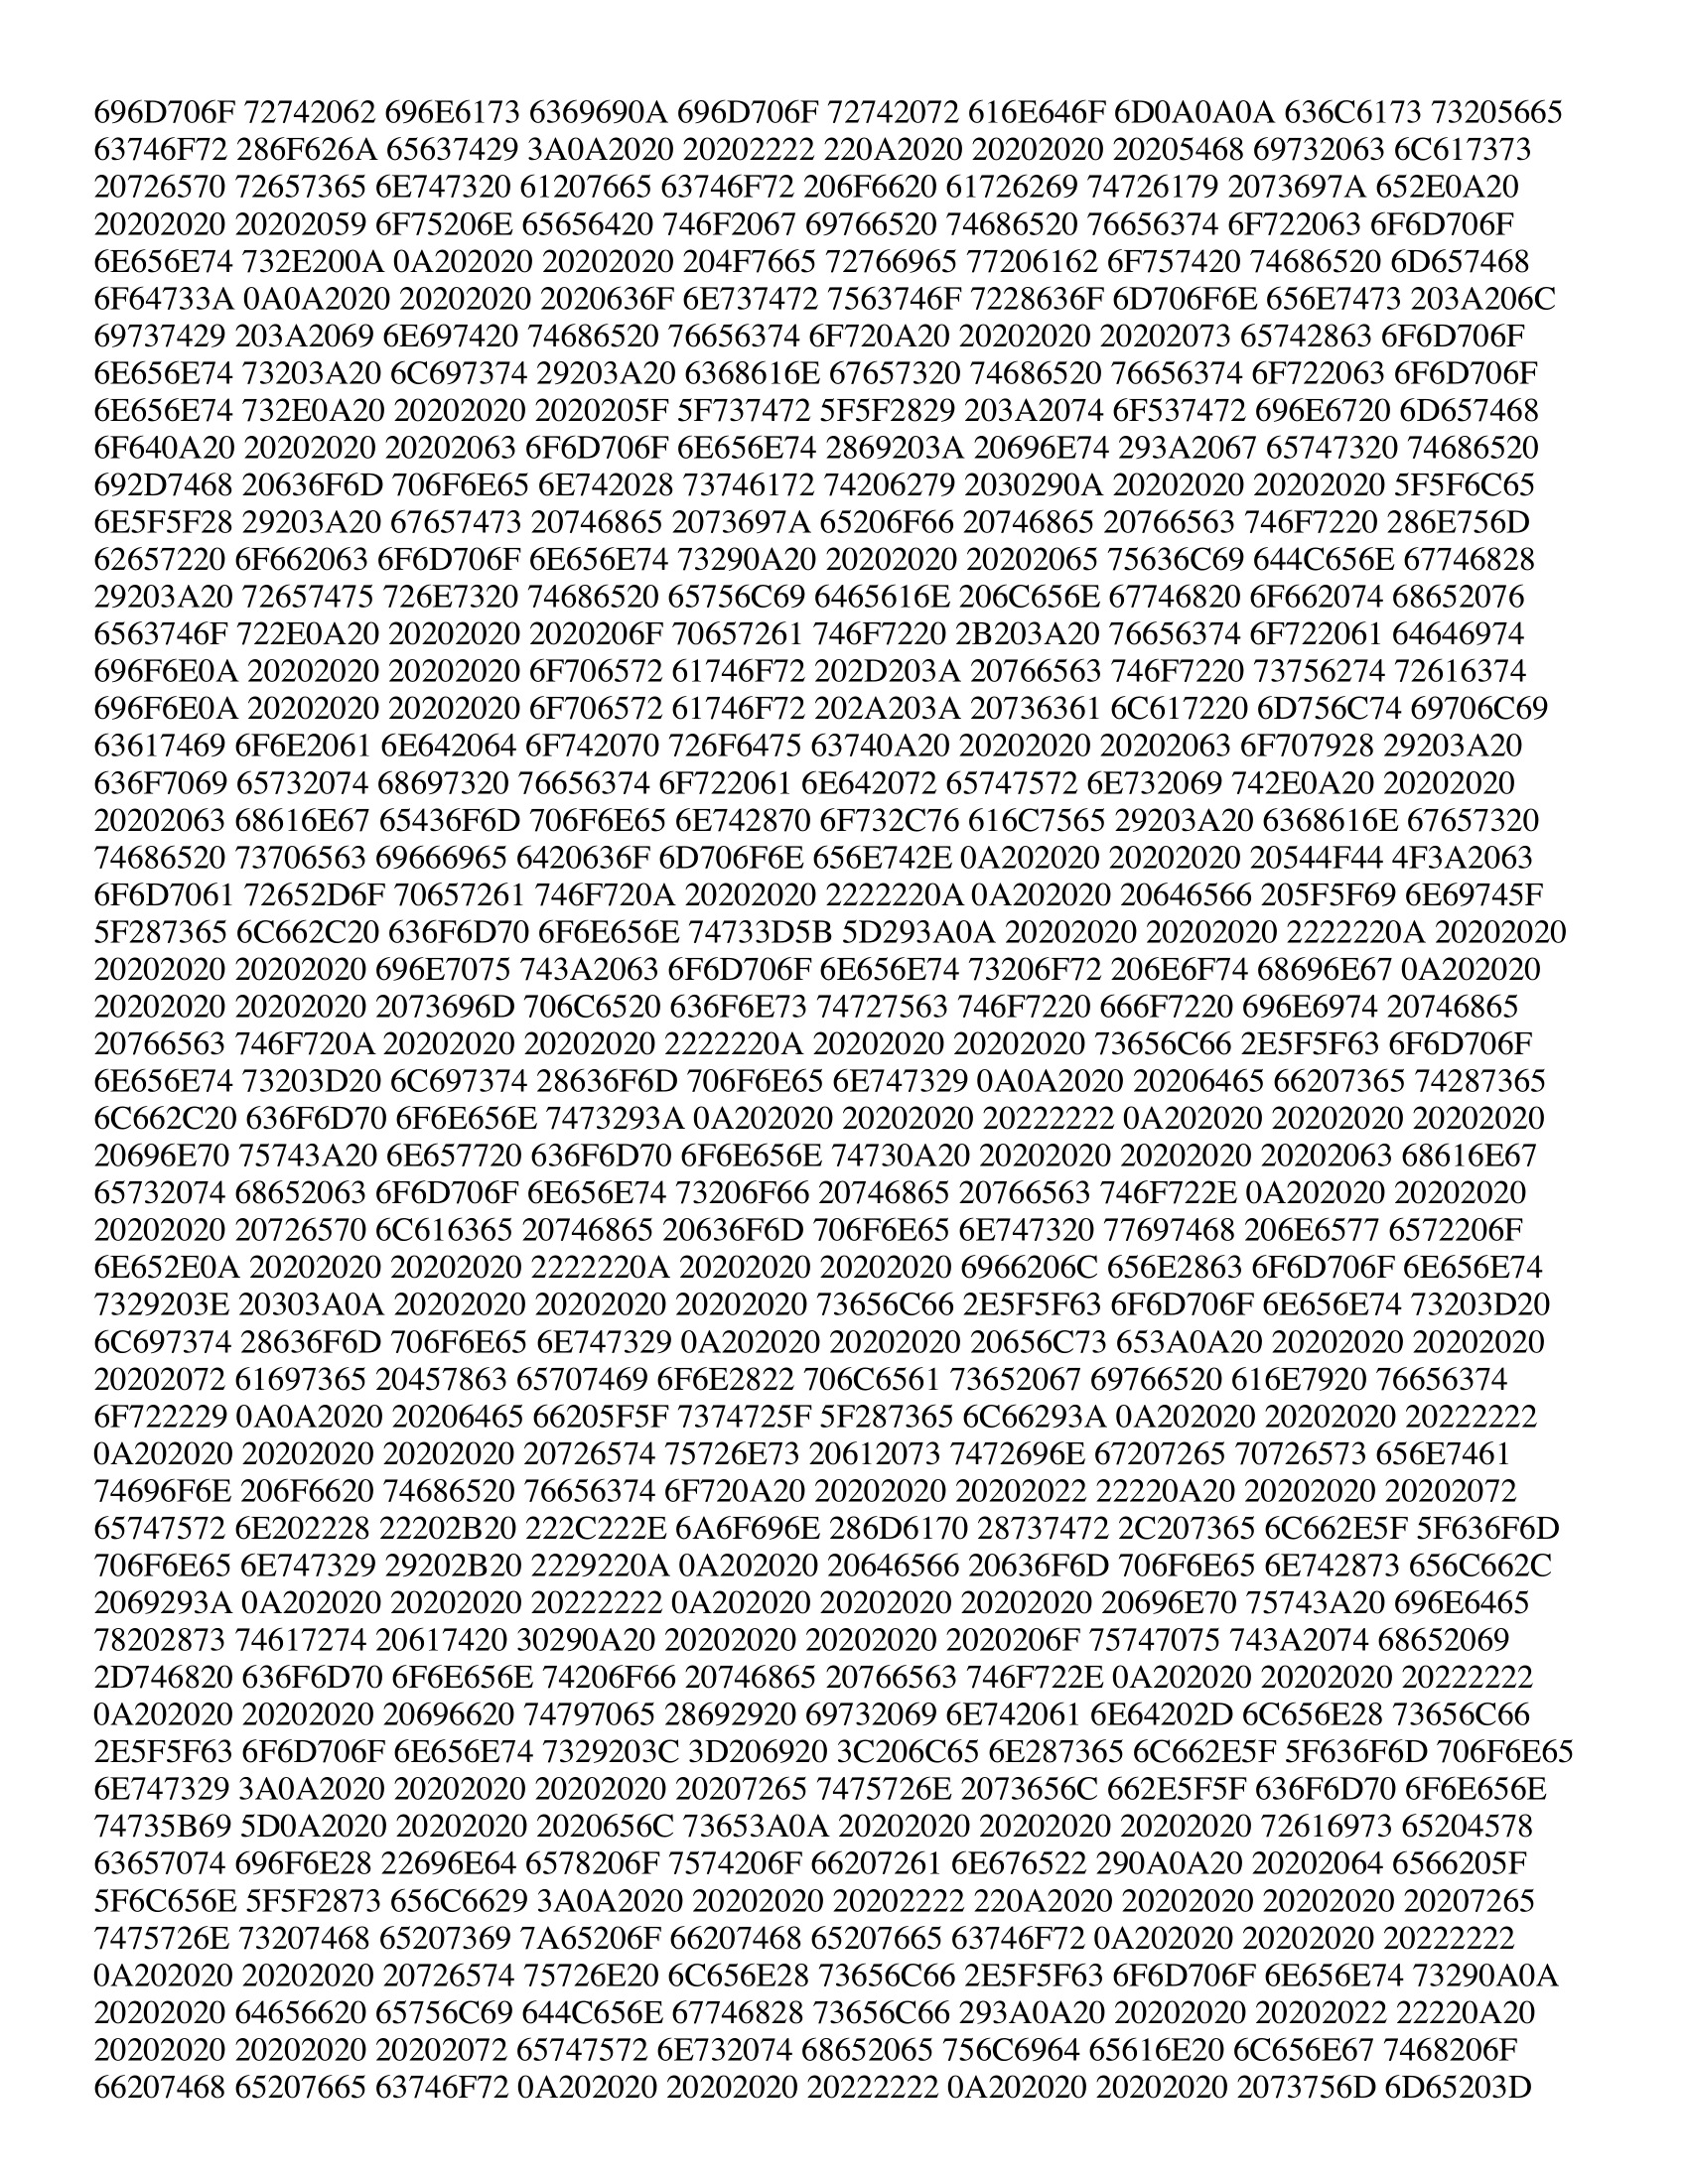 696D706F 72742062 696E6173 6369690A 696D706F 72742072 616E646F 6D0A0A0A 636C6173 73205665
63746F72 286F626A 65637429 3A0A2020 20202222 220A2020 20202020 20205468 69732063 6C617373
20726570 72657365 6E747320 61207665 63746F72 206F6620 61726269 74726179 2073697A 652E0A20
20202020 20202059 6F75206E 65656420 746F2067 69766520 74686520 76656374 6F722063 6F6D706F
6E656E74 732E200A 0A202020 20202020 204F7665 72766965 77206162 6F757420 74686520 6D657468
6F64733A 0A0A2020 20202020 2020636F 6E737472 7563746F 7228636F 6D706F6E 656E7473 203A206C
69737429 203A2069 6E697420 74686520 76656374 6F720A20 20202020 20202073 65742863 6F6D706F
6E656E74 73203A20 6C697374 29203A20 6368616E 67657320 74686520 76656374 6F722063 6F6D706F
6E656E74 732E0A20 20202020 2020205F 5F737472 5F5F2829 203A2074 6F537472 696E6720 6D657468
6F640A20 20202020 20202063 6F6D706F 6E656E74 2869203A 20696E74 293A2067 65747320 74686520
692D7468 20636F6D 706F6E65 6E742028 73746172 74206279 2030290A 20202020 20202020 5F5F6C65
6E5F5F28 29203A20 67657473 20746865 2073697A 65206F66 20746865 20766563 746F7220 286E756D
62657220 6F662063 6F6D706F 6E656E74 73290A20 20202020 20202065 75636C69 644C656E 67746828
29203A20 72657475 726E7320 74686520 65756C69 6465616E 206C656E 67746820 6F662074 68652076
6563746F 722E0A20 20202020 2020206F 70657261 746F7220 2B203A20 76656374 6F722061 64646974
696F6E0A 20202020 20202020 6F706572 61746F72 202D203A 20766563 746F7220 73756274 72616374
696F6E0A 20202020 20202020 6F706572 61746F72 202A203A 20736361 6C617220 6D756C74 69706C69
63617469 6F6E2061 6E642064 6F742070 726F6475 63740A20 20202020 20202063 6F707928 29203A20
636F7069 65732074 68697320 76656374 6F722061 6E642072 65747572 6E732069 742E0A20 20202020
20202063 68616E67 65436F6D 706F6E65 6E742870 6F732C76 616C7565 29203A20 6368616E 67657320
74686520 73706563 69666965 6420636F 6D706F6E 656E742E 0A202020 20202020 20544F44 4F3A2063
6F6D7061 72652D6F 70657261 746F720A 20202020 2222220A 0A202020 20646566 205F5F69 6E69745F
5F287365 6C662C20 636F6D70 6F6E656E 74733D5B 5D293A0A 20202020 20202020 2222220A 20202020
20202020 20202020 696E7075 743A2063 6F6D706F 6E656E74 73206F72 206E6F74 68696E67 0A202020
20202020 20202020 2073696D 706C6520 636F6E73 74727563 746F7220 666F7220 696E6974 20746865
20766563 746F720A 20202020 20202020 2222220A 20202020 20202020 73656C66 2E5F5F63 6F6D706F
6E656E74 73203D20 6C697374 28636F6D 706F6E65 6E747329 0A0A2020 20206465 66207365 74287365
6C662C20 636F6D70 6F6E656E 7473293A 0A202020 20202020 20222222 0A202020 20202020 20202020
20696E70 75743A20 6E657720 636F6D70 6F6E656E 74730A20 20202020 20202020 20202063 68616E67
65732074 68652063 6F6D706F 6E656E74 73206F66 20746865 20766563 746F722E 0A202020 20202020
20202020 20726570 6C616365 20746865 20636F6D 706F6E65 6E747320 77697468 206E6577 6572206F
6E652E0A 20202020 20202020 2222220A 20202020 20202020 6966206C 656E2863 6F6D706F 6E656E74
7329203E 20303A0A 20202020 20202020 20202020 73656C66 2E5F5F63 6F6D706F 6E656E74 73203D20
6C697374 28636F6D 706F6E65 6E747329 0A202020 20202020 20656C73 653A0A20 20202020 20202020
20202072 61697365 20457863 65707469 6F6E2822 706C6561 73652067 69766520 616E7920 76656374
6F722229 0A0A2020 20206465 66205F5F 7374725F 5F287365 6C66293A 0A202020 20202020 20222222
0A202020 20202020 20202020 20726574 75726E73 20612073 7472696E 67207265 70726573 656E7461
74696F6E 206F6620 74686520 76656374 6F720A20 20202020 20202022 22220A20 20202020 20202072
65747572 6E202228 22202B20 222C222E 6A6F696E 286D6170 28737472 2C207365 6C662E5F 5F636F6D
706F6E65 6E747329 29202B20 2229220A 0A202020 20646566 20636F6D 706F6E65 6E742873 656C662C
2069293A 0A202020 20202020 20222222 0A202020 20202020 20202020 20696E70 75743A20 696E6465
78202873 74617274 20617420 30290A20 20202020 20202020 2020206F 75747075 743A2074 68652069
2D746820 636F6D70 6F6E656E 74206F66 20746865 20766563 746F722E 0A202020 20202020 20222222
0A202020 20202020 20696620 74797065 28692920 69732069 6E742061 6E64202D 6C656E28 73656C66
2E5F5F63 6F6D706F 6E656E74 7329203C 3D206920 3C206C65 6E287365 6C662E5F 5F636F6D 706F6E65
6E747329 3A0A2020 20202020 20202020 20207265 7475726E 2073656C 662E5F5F 636F6D70 6F6E656E
74735B69 5D0A2020 20202020 2020656C 73653A0A 20202020 20202020 20202020 72616973 65204578
63657074 696F6E28 22696E64 6578206F 7574206F 66207261 6E676522 290A0A20 20202064 6566205F
5F6C656E 5F5F2873 656C6629 3A0A2020 20202020 20202222 220A2020 20202020 20202020 20207265
7475726E 73207468 65207369 7A65206F 66207468 65207665 63746F72 0A202020 20202020 20222222
0A202020 20202020 20726574 75726E20 6C656E28 73656C66 2E5F5F63 6F6D706F 6E656E74 73290A0A
20202020 64656620 65756C69 644C656E 67746828 73656C66 293A0A20 20202020 20202022 22220A20
20202020 20202020 20202072 65747572 6E732074 68652065 756C6964 65616E20 6C656E67 7468206F
66207468 65207665 63746F72 0A202020 20202020 20222222 0A202020 20202020 2073756D 6D65203D